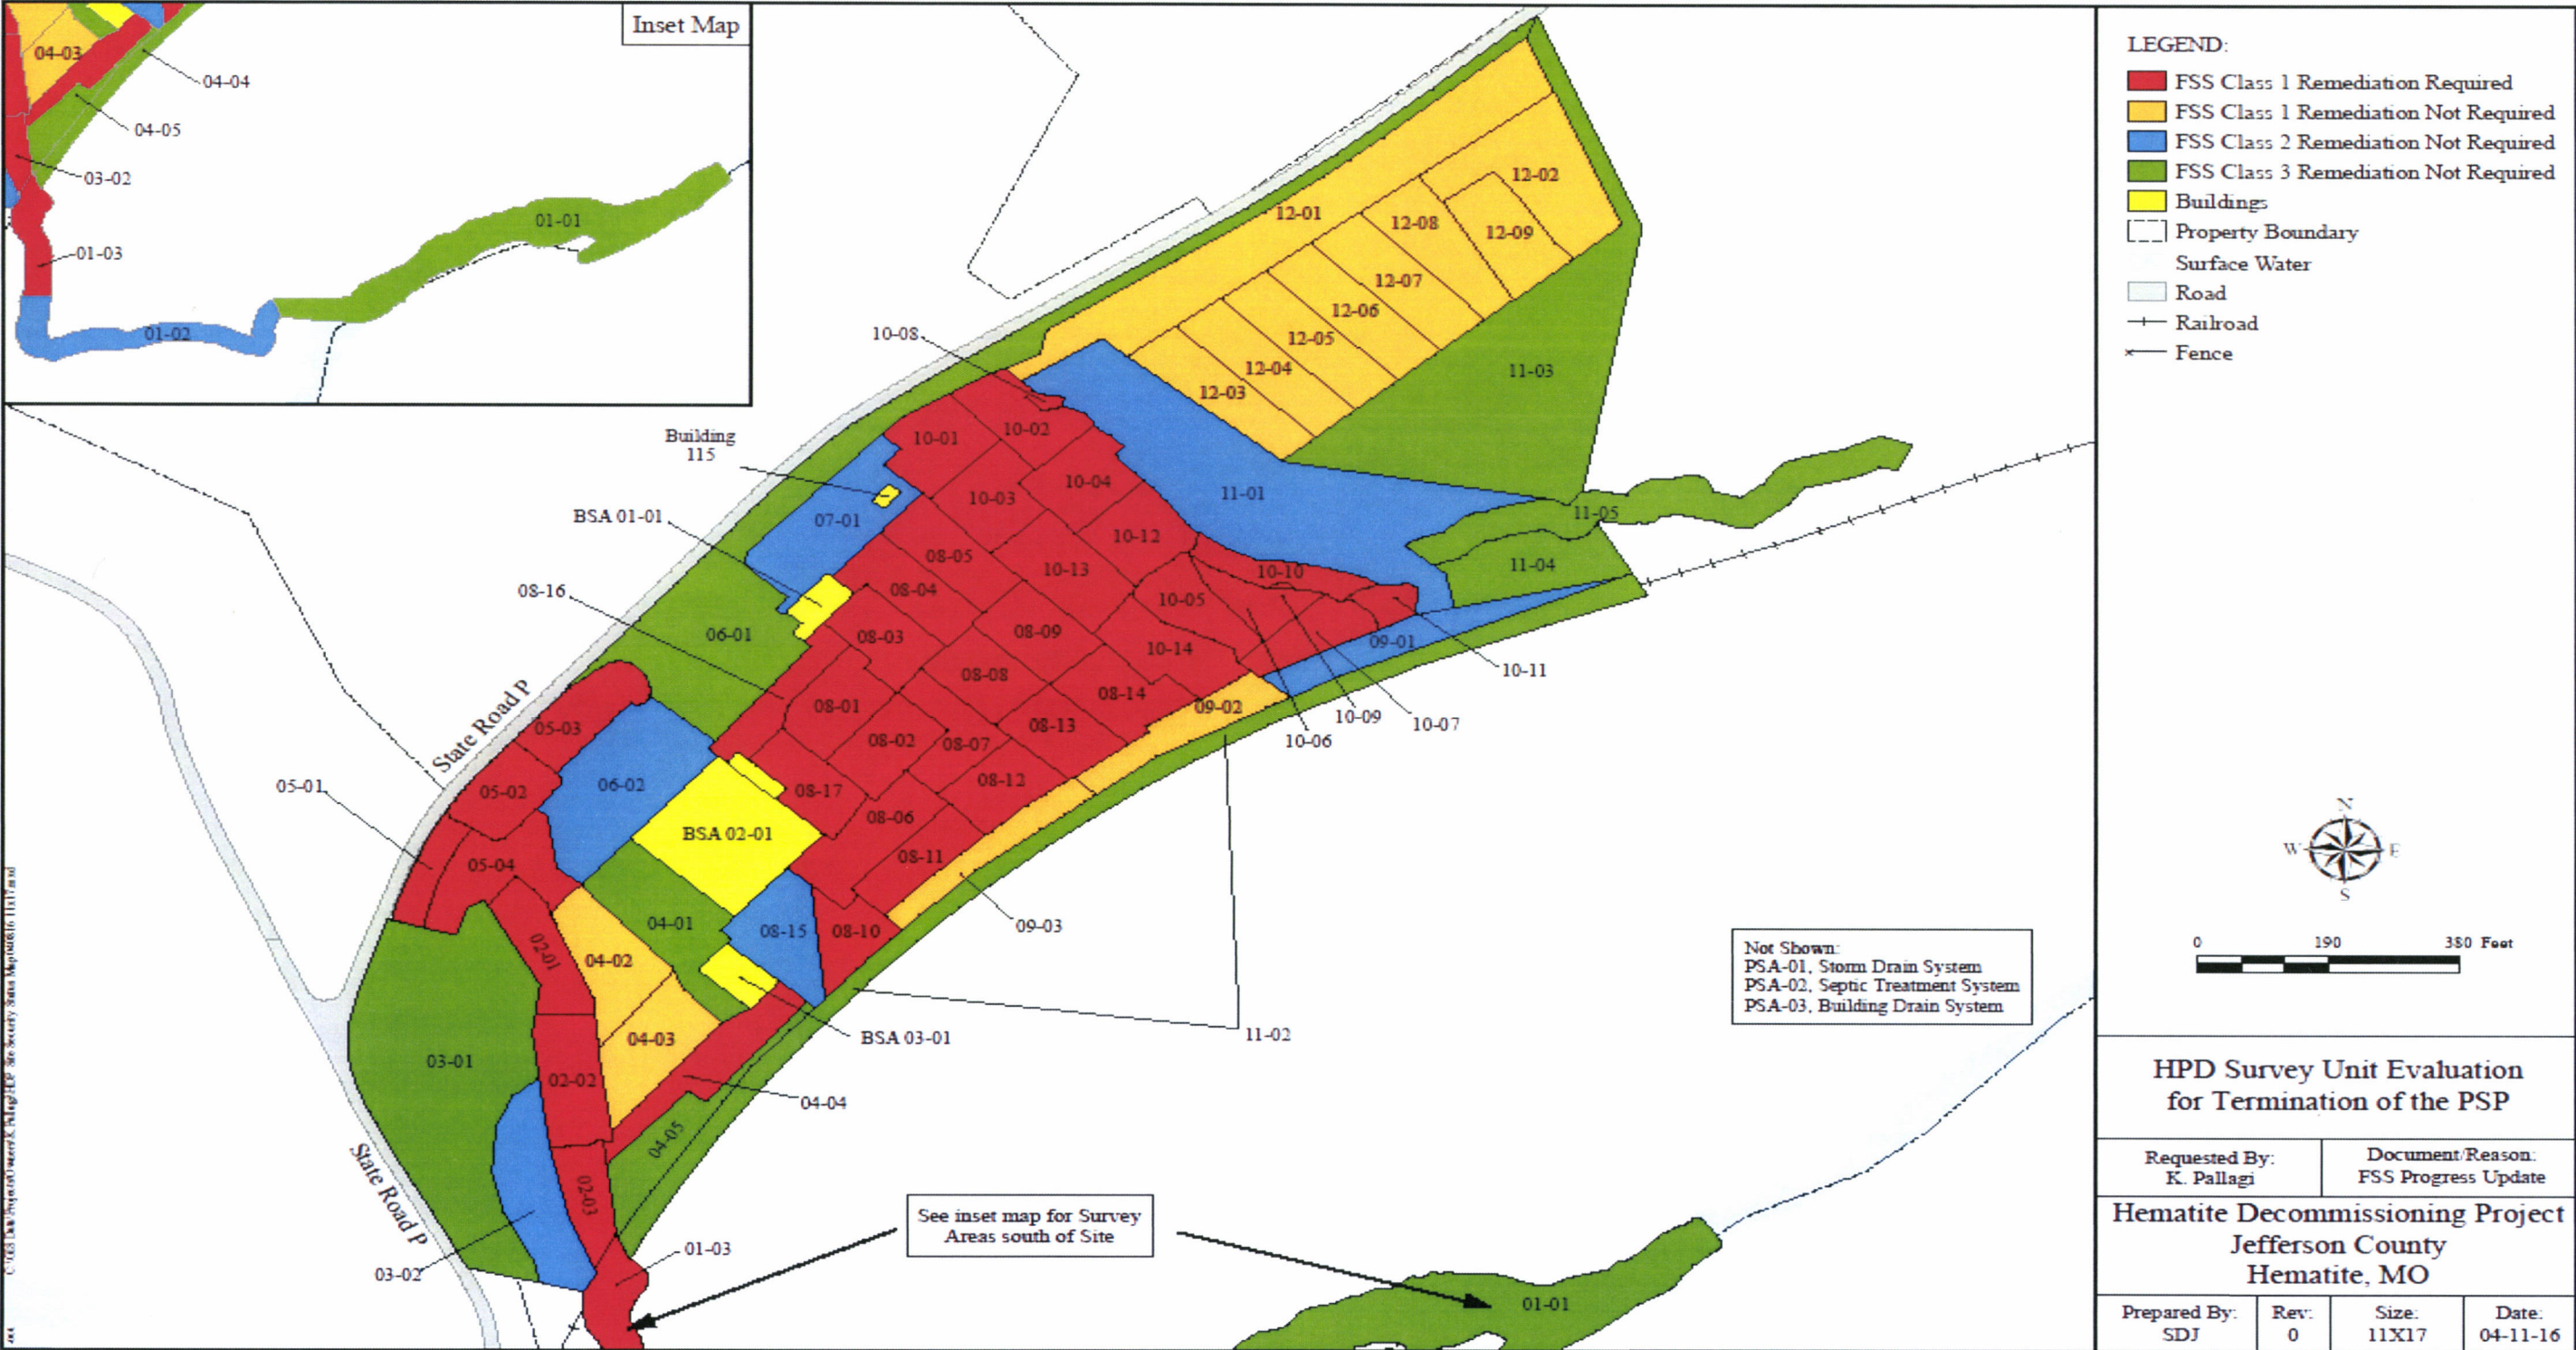 Inset Map
04-03
04-04
04-05
03-02
01-03
01-02
01-01
LEGEND:
FSS Class 1 Remediation Required
FSS Class 1 Remediation Not Required
FSS Class 2 Remediation Not Required
FSS Class 3 Remediation Not Required
Buildings
Property Boundary
Surface Water
Road
Railroad
Fence
12-01
12-02
12-08
12-09
12-07
12-06
12-05
12-04
12-03
11-03
10-08
10-01
10-02
Building
115
10-03
10-04
11-01
11-05
BSA 01-01
07-01
10-12
08-05
10-13
11-04
10-10
08-16
08-04
10-05
06-01
08-03
08-09
09-01
10-14
10-11
08-08
08-14
08-01
09-02
10-09
10-07
10-06
State Road P
05-03
08-13
08-02
08-07
08-12
05-01
05-02
06-02
08-17
08-06
BSA 02-01
08-11
05-04
04-01
08-15
08-10
09-03
02-01
04-02
04-03
BSA 03-01
11-02
03-01
02-02
04-04
04-05
State Road P
02-03
03-02
01-03
See inset map for Survey
Areas south of Site
01-01
Not Shown:
PSA-01, Storm Drain System
PSA-02, Septic Treatment System
PSA-03, Building Drain System
N
W E
S
0 190 380 Feet
HPD Survey Unit Evaluation
for Termination of the PSP
Requested By:
K. Pallagi
Document/Reason:
FSS Progress Update
Hematite Decommissioning Project
Jefferson County
Hematite, MO
Prepared By:
SDJ
Rev:
0
Size:
11X17
Date:
04-11-16